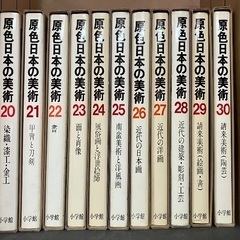 原色日本の美術
20
染織・漆工・金工
小学館
原色日本の美術
21
甲冑と刀剣
小学館
原色日本の美術
22
書
小学館
原色日本の美術
23
面と肖像
小学館
原色日本の美術
24
風俗画と浮世絵師
小学館
原色日本の美術
25
南画と洋風画
小学館
原色日本の美術
26
近代の日本画
小学館
原色日本の美術
27
近代の洋画
小学館
原色日本の美術
28
近代の建築・彫刻・工芸
小学館
原色日本の美術
29
請来美術(絵画・書)
小学館
原色日本の美術
30
請来美術(陶芸)
小学館